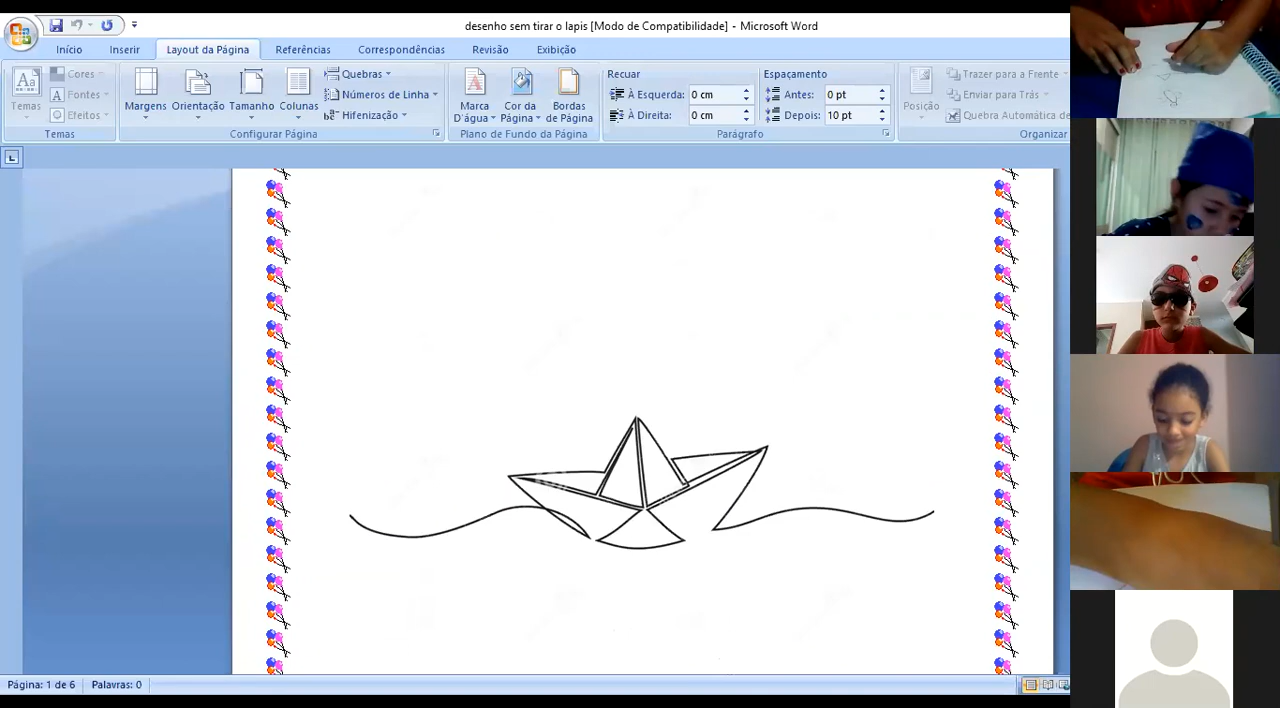 desenho sem tirar o lapis [Modo de Compatibilidade] - Microsoft Word
Início Inserir Layout da Página Referências Correspondências Revisão Exibição
Cores Quebras Recuar Espaçamento Trazer para a Frente
Aa Fontes Números de Linha À Esquerda: 0 cm Antes: 0 pt Enviar para Trás
Temas Efeitos Margens Orientação Tamanho Colunas Hifenização Marca D'água Cor da Página Bordas de Página À Direita: 0 cm Depois: 10 pt Posição Quebra Automática de
Temas Configurar Página Plano de Fundo da Página Parágrafo Organizar
Página: 1 de 6 Palavras: 0